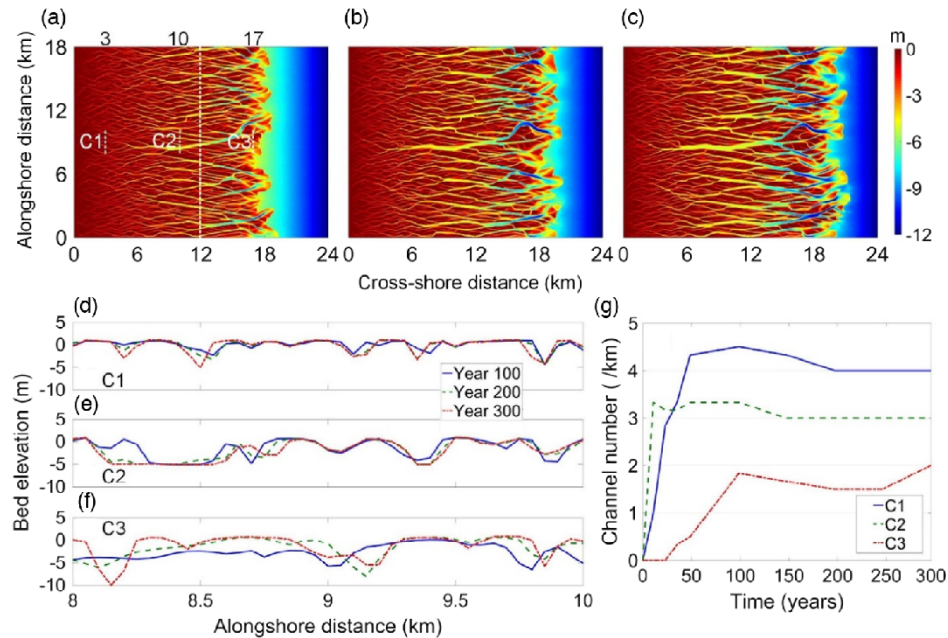 (a)
(b)
(c)
3 10 17
m
18
12
6
0
Alongshore distance (km)
C1
C2
C3
0
-3
-6
-9
-12
0 4 8 12 16 20 24
0 6 12 18 24
0 6 12 18 24
Cross-shore distance (km)
(d)
5
0
-5
-10
C1
Year 100
Year 200
Year 300
(e)
5
0
-5
-10
C2
Bed elevation (m)
(f)
5
0
-5
-10
C3
8 8.5 9 9.5 10
Alongshore distance (km)
(g)
5
4
3
2
1
0
Channel number ( /km)
C1
C2
C3
0 50 100 150 200 250 300
Time (years)